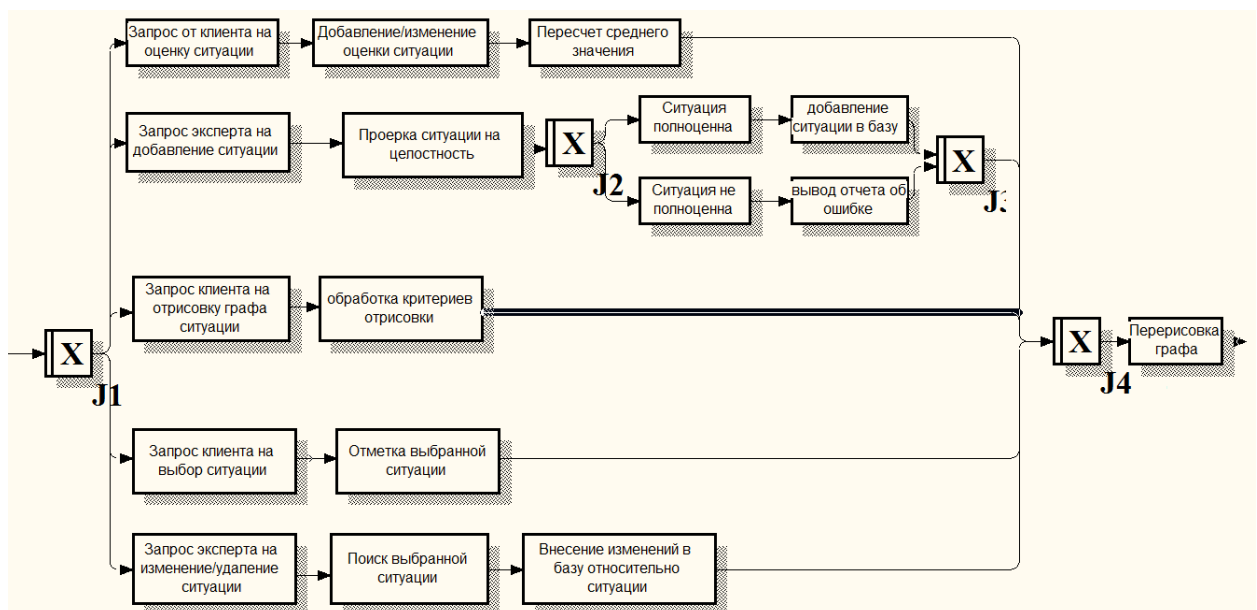 Запрос от клиента на
оценку ситуации
Добавление/изменение
оценки ситуации
Пересчет среднего
значения
Запрос эксперта на
добавление ситуации
Проерка ситуации на
целостность
X
J2
Ситуация
полноценна
добавление
ситуации в базу
Ситуация не
полноценна
вывод отчета об
ошибке
X
J3
Запрос клиента на
отрисовку графа
ситуации
обработка критериев
отрисовки
X
J1
X
J4
Перерисовка
графа
Запрос клиента на
выбор ситуации
Отметка выбранной
ситуации
Запрос эксперта на
изменение/удаление
ситуации
Поиск выбранной
ситуации
Внесение изменений в
базу относительно
ситуации